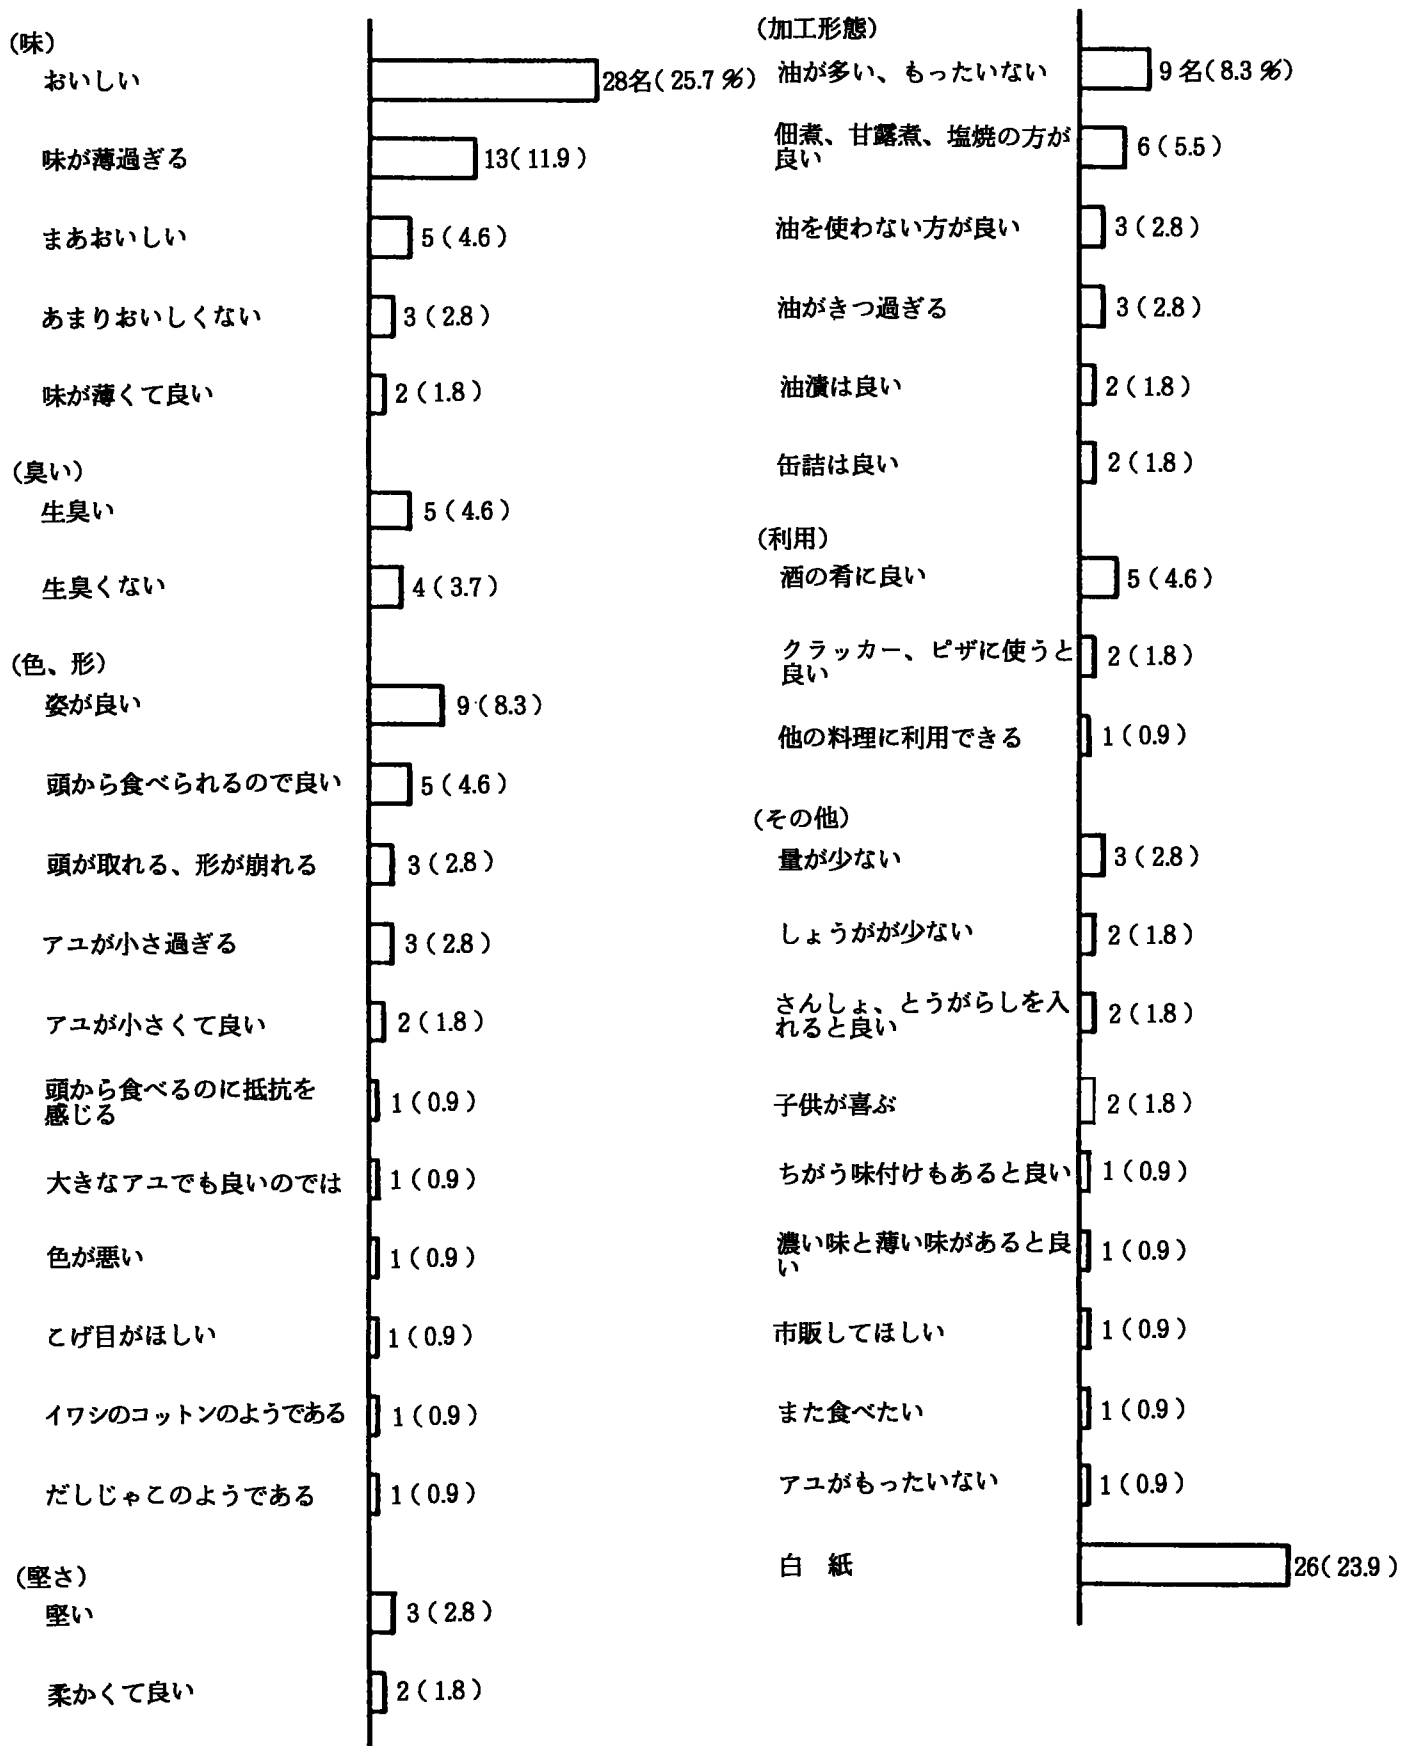 (味)
おいしい 28名(25.7%)
味が薄過ぎる 13(11.9)
まあおいしい 5(4.6)
あまりおいしくない 3(2.8)
味が薄くて良い 2(1.8)
(臭い)
生臭い 5(4.6)
生臭くない 4(3.7)
(色、形)
姿が良い 9(8.3)
頭から食べられるので良い 5(4.6)
頭が取れる、形が崩れる 3(2.8)
アユが小さ過ぎる 3(2.8)
アユが小さくて良い 2(1.8)
頭から食べるのに抵抗を
感じる 1(0.9)
大きなアユでも良いのでは 1(0.9)
色が悪い 1(0.9)
こげ目がほしい 1(0.9)
イワシのコットンのようである 1(0.9)
だしじゃこのようである 1(0.9)
(堅さ)
堅い 3(2.8)
柔かくて良い 2(1.8)
(加工形態)
油が多い、もったいない 9名(8.3%)
佃煮、甘露煮、塩焼の方が
良い 6(5.5)
油を使わない方が良い 3(2.8)
油がきつ過ぎる 3(2.8)
油漬は良い 2(1.8)
缶詰は良い 2(1.8)
(利用)
酒の肴に良い 5(4.6)
クラッカー、ピザに使うと
良い 2(1.8)
他の料理に利用できる 1(0.9)
(その他)
量が少ない 3(2.8)
しょうがが少ない 2(1.8)
さんしょ、とうがらしを入
れると良い 2(1.8)
子供が喜ぶ 2(1.8)
ちがう味付けもあると良い 1(0.9)
濃い味と薄い味があると良
い 1(0.9)
市販してほしい 1(0.9)
また食べたい 1(0.9)
アユがもったいない 1(0.9)
白 紙 26(23.9)